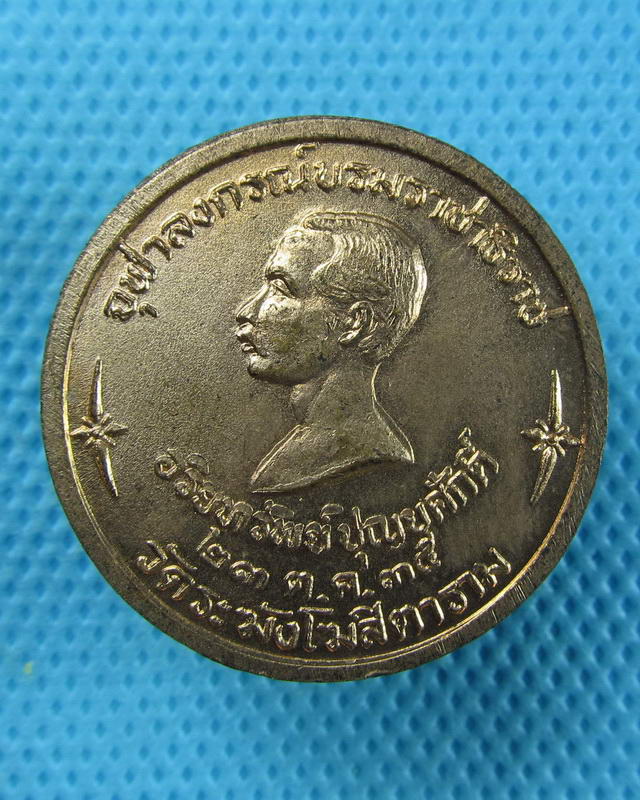 จุฬาลงกรณ์บรมราชาธิราช
อริยทรัพย์ ปุญญศักดิ์
๒๓ ต.ค.๓๕
วัดระฆังโฆสิตาราม